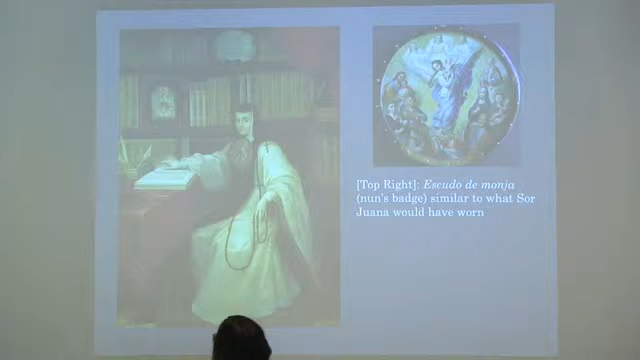 [Top Right]: Escudo de monja
(nun's badge) similar to what Sor
Juana would have worn